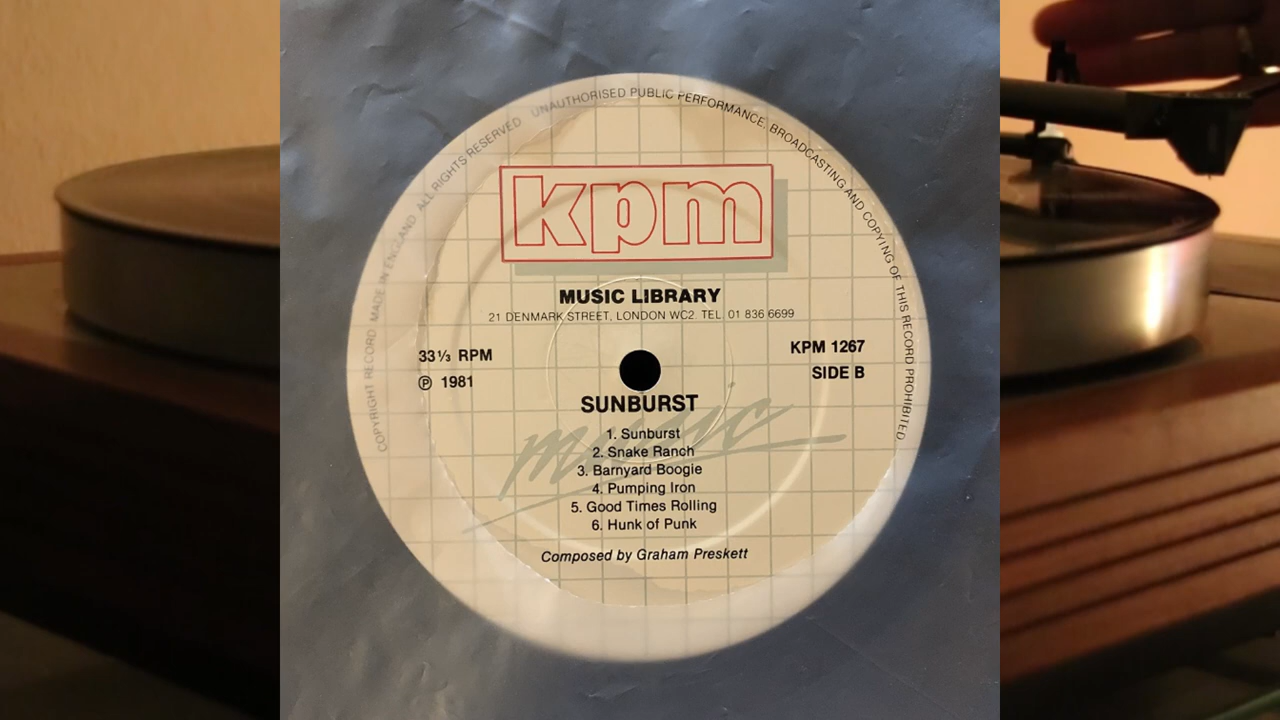 COPYRIGHT RECORD MADE IN ENGLAND ALL RIGHTS RESERVED UNAUTHORISED PUBLIC PERFORMANCE, BROADCASTING AND COPYING OF THIS RECORD PROHIBITED
kpm
MUSIC LIBRARY
21 DENMARK STREET, LONDON WC2. TEL 01 836 6699
33⅓ RPM
KPM 1267
℗ 1981
SIDE B
SUNBURST
music
1. Sunburst
2. Snake Ranch
3. Barnyard Boogie
4. Pumping Iron
5. Good Times Rolling
6. Hunk of Punk
Composed by Graham Preskett